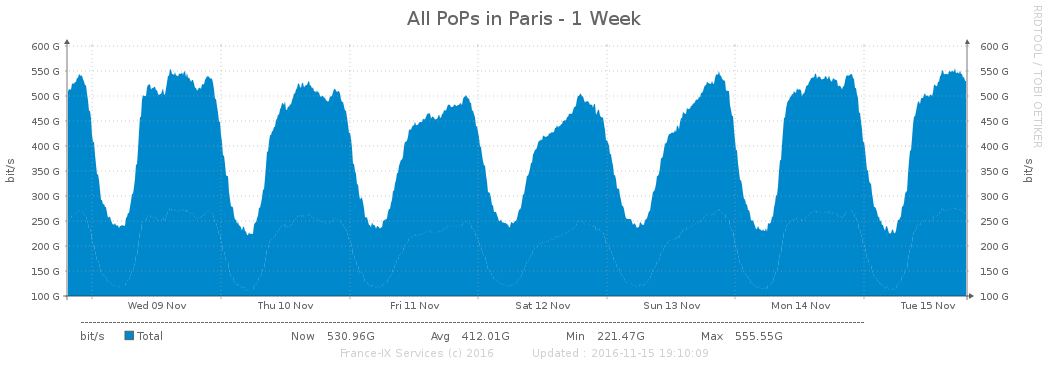 All PoPs in Paris - 1 Week
RRDTOOL / TOBI OETIKER
600 G 600 G
550 G 550 G
500 G 500 G
450 G 450 G
400 G 400 G
350 G 350 G
300 G 300 G
250 G 250 G
200 G 200 G
150 G 150 G
100 G 100 G
bit/s bit/s
Wed 09 Nov Thu 10 Nov Fri 11 Nov Sat 12 Nov Sun 13 Nov Mon 14 Nov Tue 15 Nov
bit/s Total Now 530.96G Avg 412.01G Min 221.47G Max 555.55G
France-IX Services (c) 2016 Updated : 2016-11-15 19:10:09